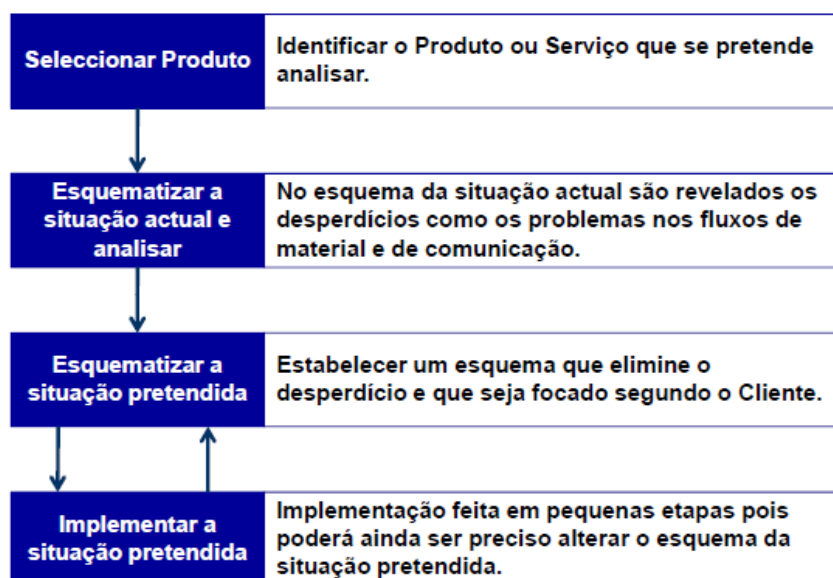 Seleccionar Produto
Identificar o Produto ou Serviço que se pretende
analisar.
Esquematizar a
situação actual e
analisar
No esquema da situação actual são revelados os
desperdícios como os problemas nos fluxos de
material e de comunicação.
Esquematizar a
situação pretendida
Estabelecer um esquema que elimine o
desperdício e que seja focado segundo o Cliente.
Implementar a
situação pretendida
Implementação feita em pequenas etapas pois
poderá ainda ser preciso alterar o esquema da
situação pretendida.